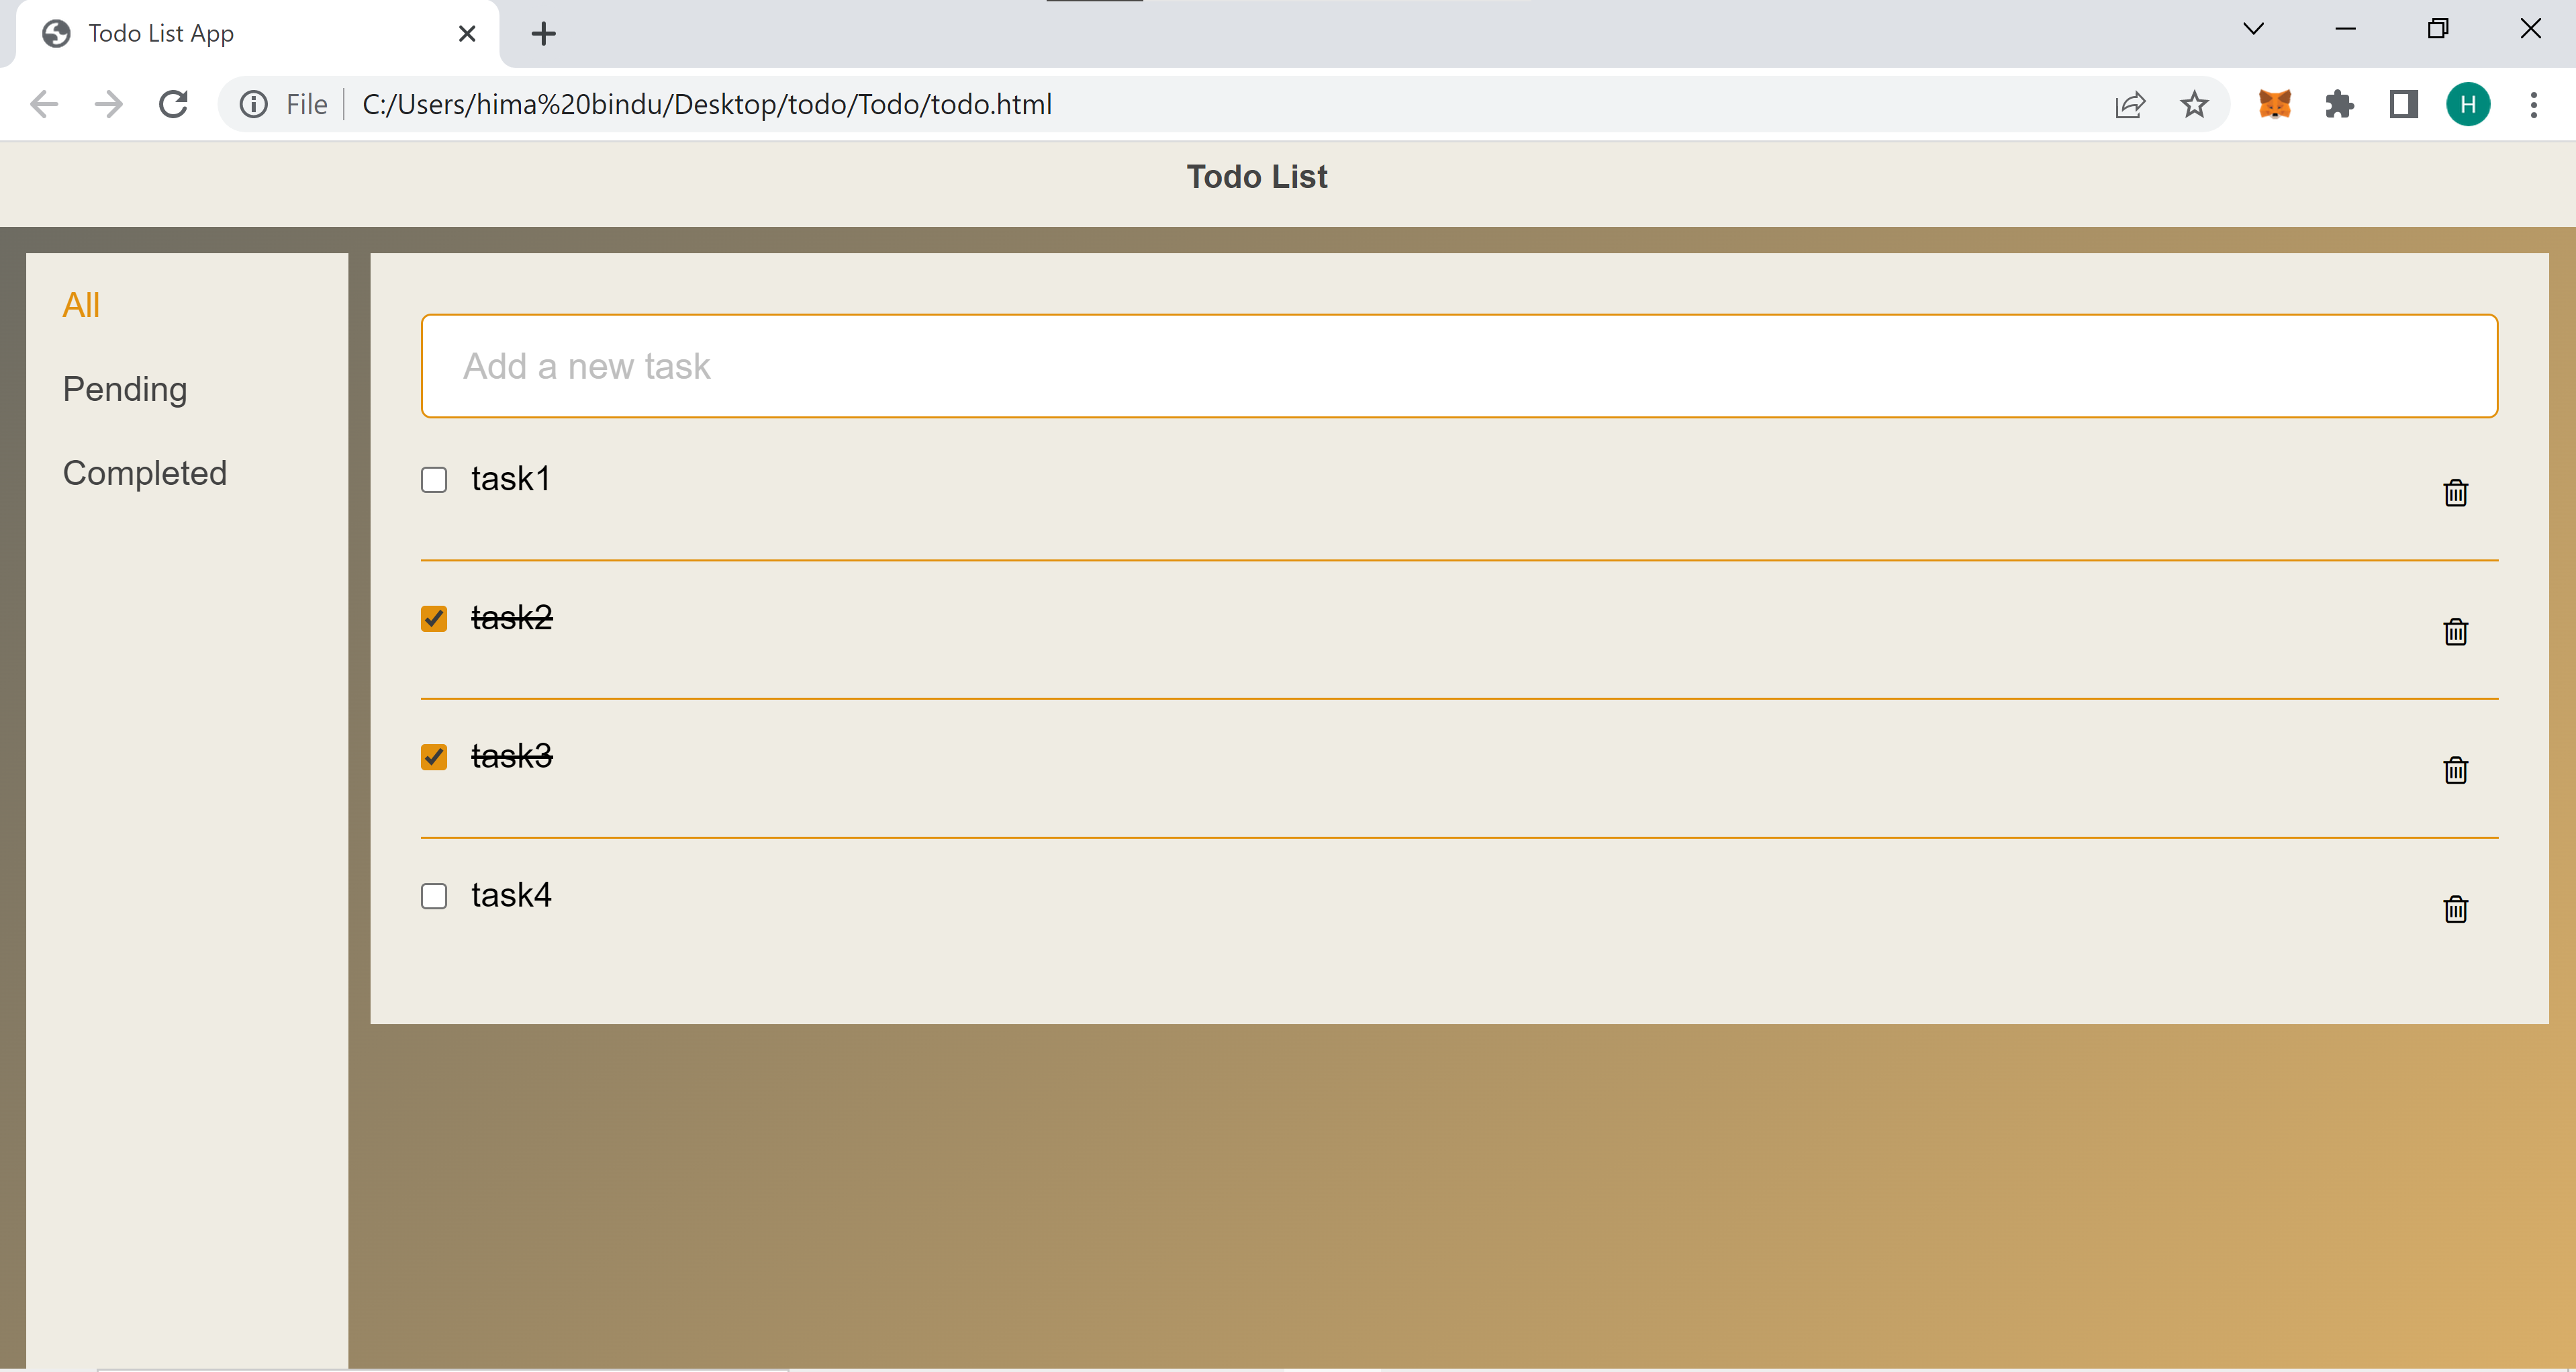 Todo List App
File C:/Users/hima%20bindu/Desktop/todo/Todo/todo.html
H
Todo List
All
Pending
Completed
Add a new task
task1
task2
task3
task4